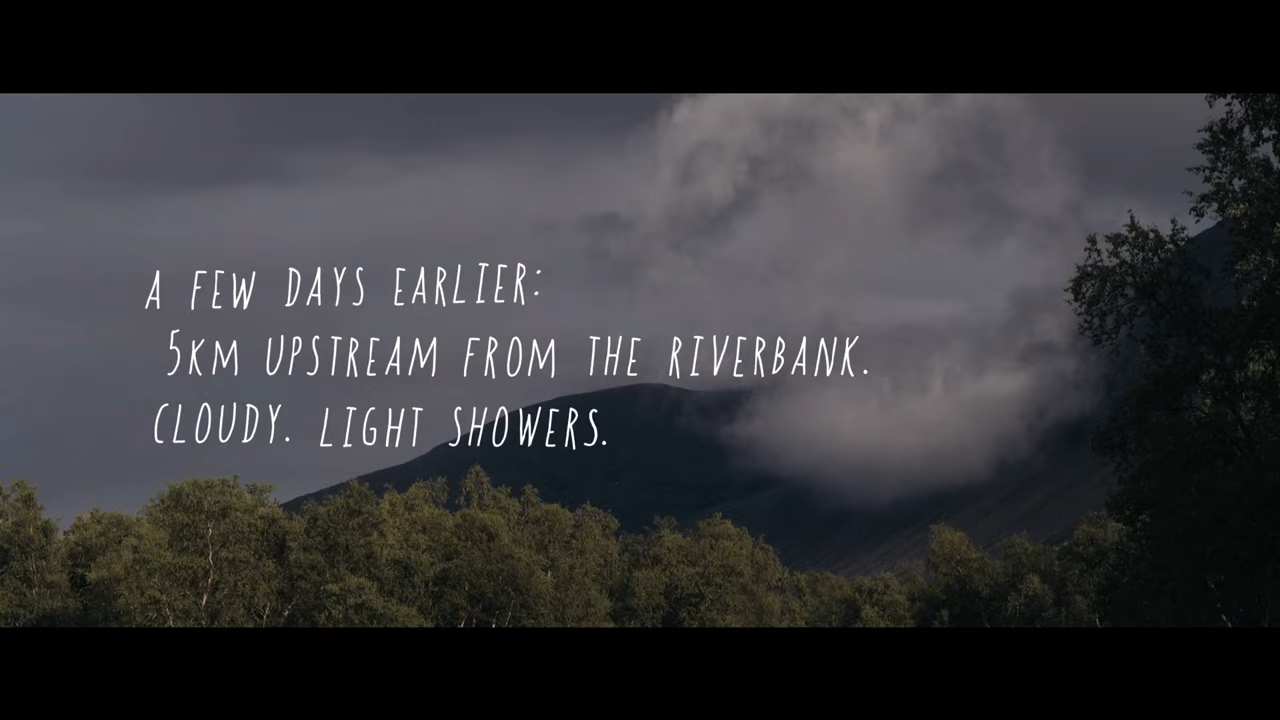 A FEW DAYS EARLIER:
5KM UPSTREAM FROM THE RIVERBANK.
CLOUDY. LIGHT SHOWERS.